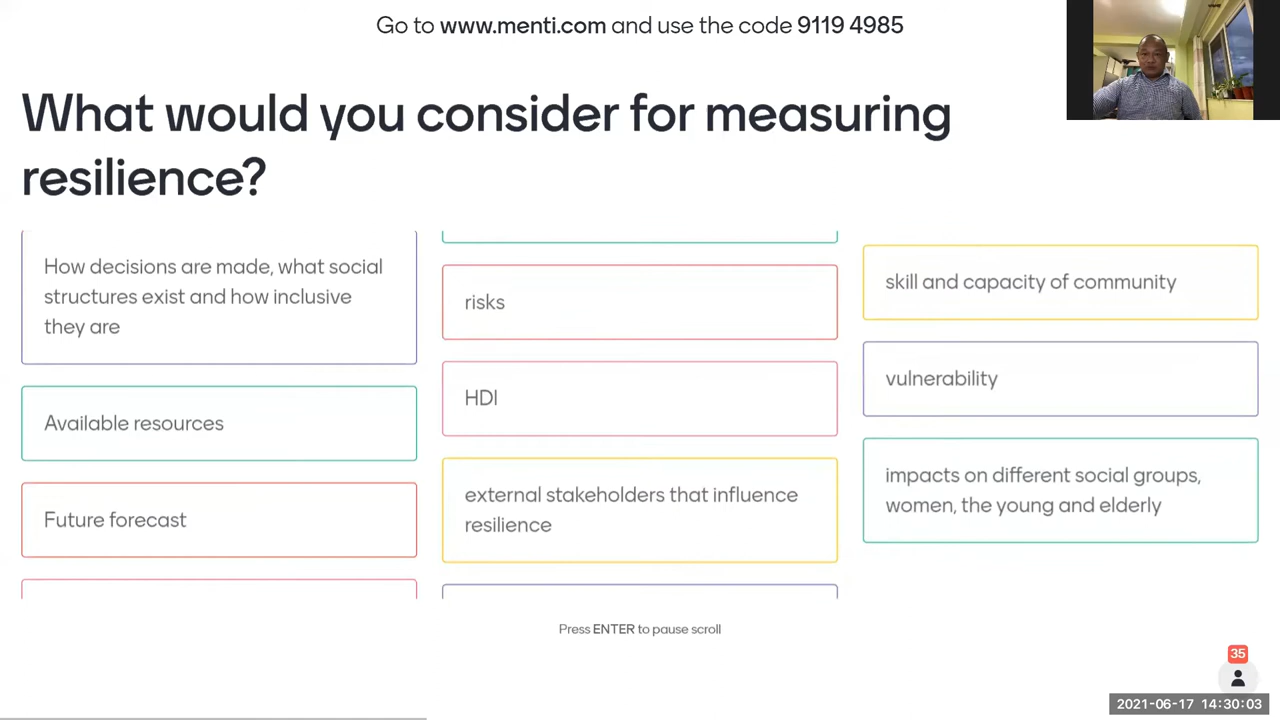 Go to www.menti.com and use the code 9119 4985
What would you consider for measuring
resilience?
How decisions are made, what social
structures exist and how inclusive
they are
Available resources
Future forecast
risks
HDI
external stakeholders that influence
resilience
skill and capacity of community
vulnerability
impacts on different social groups,
women, the young and elderly
Press ENTER to pause scroll
35
2021-06-17 14:30:03